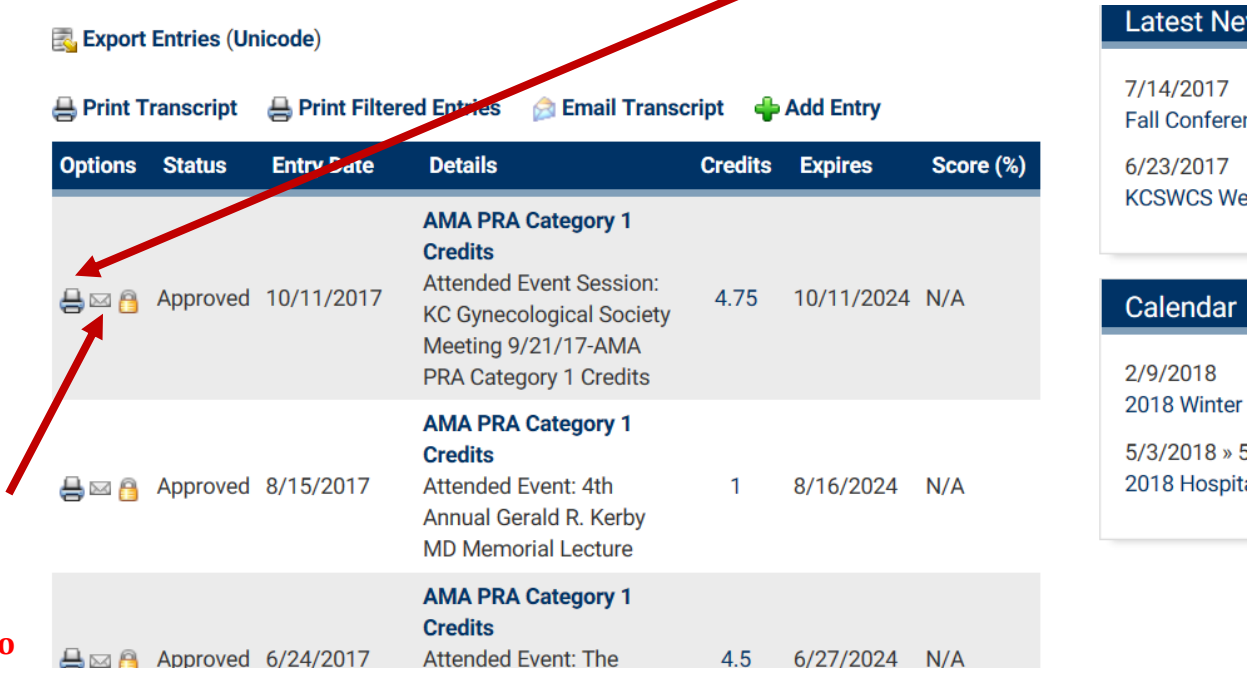 Export Entries (Unicode)
Print Transcript Print Filtered Entries Email Transcript Add Entry
Options Status Entry Date Details Credits Expires Score (%)
AMA PRA Category 1
Credits
Attended Event Session:
Approved 10/11/2017 KC Gynecological Society 4.75 10/11/2024 N/A
Meeting 9/21/17-AMA
PRA Category 1 Credits
AMA PRA Category 1
Credits
Approved 8/15/2017 Attended Event: 4th 1 8/16/2024 N/A
Annual Gerald R. Kerby
MD Memorial Lecture
AMA PRA Category 1
Credits
Approved 6/24/2017 Attended Event: The 4.5 6/27/2024 N/A
o
Latest Ne
7/14/2017
Fall Confere
6/23/2017
KCSWCS We
Calendar
2/9/2018
2018 Winter
5/3/2018 » 5
2018 Hospita